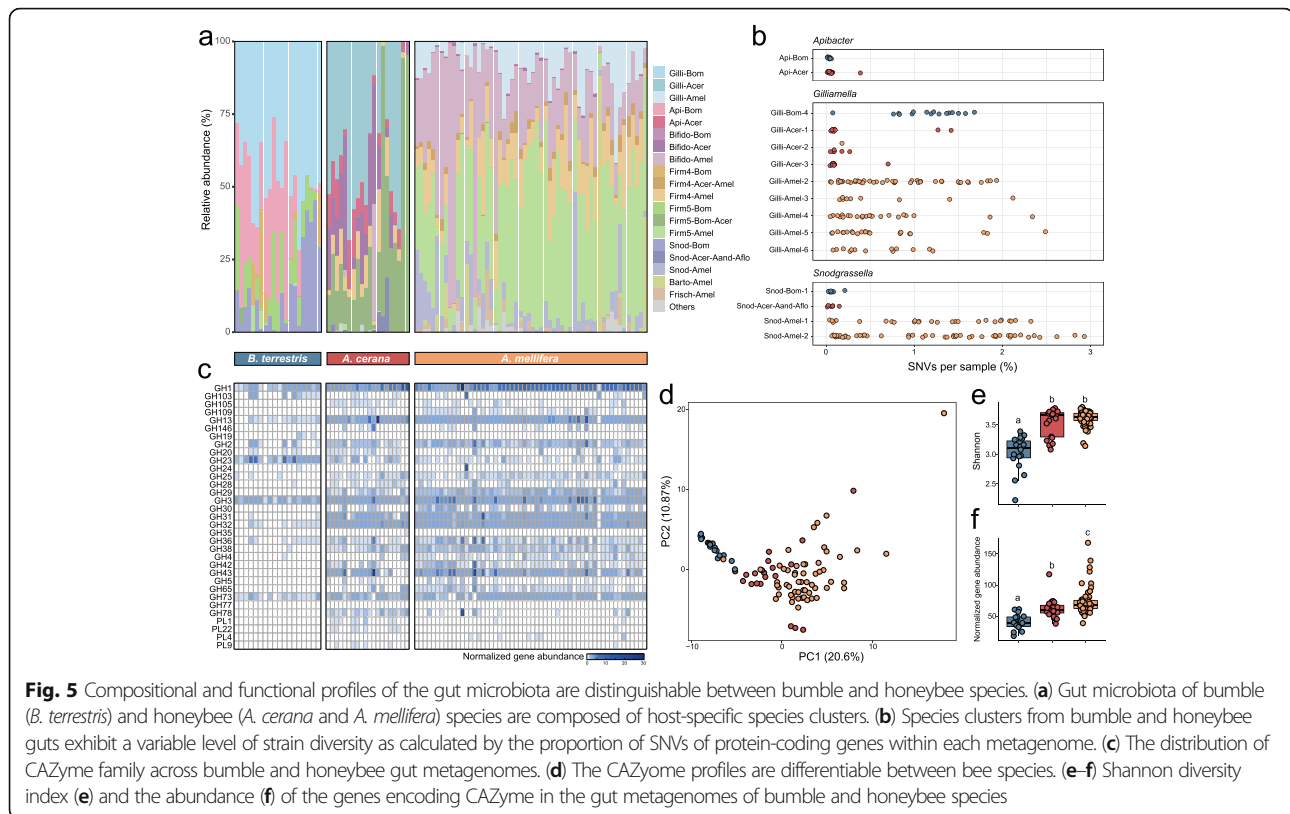 a
100
75
50
25
0
Relative abundance (%)
Gilli-Bom
Gilli-Acer
Gilli-Amel
Api-Bom
Api-Acer
Bifido-Bom
Bifido-Acer
Bifido-Amel
Firm4-Bom
Firm4-Acer-Amel
Firm4-Amel
Firm5-Bom
Firm5-Bom-Acer
Firm5-Amel
Snod-Bom
Snod-Acer-Aand-Aflo
Snod-Amel
Barto-Amel
Frisch-Amel
Others
B. terrestris
A. cerana
A. mellifera
b
Apibacter
Api-Bom
Api-Acer
Gilliamella
Gilli-Bom-4
Gilli-Acer-1
Gilli-Acer-2
Gilli-Acer-3
Gilli-Amel-2
Gilli-Amel-3
Gilli-Amel-4
Gilli-Amel-5
Gilli-Amel-6
Snodgrassella
Snod-Bom-1
Snod-Acer-Aand-Aflo
Snod-Amel-1
Snod-Amel-2
0 1 2 3
SNVs per sample (%)
c
GH1
GH103
GH105
GH109
GH13
GH146
GH19
GH2
GH20
GH23
GH24
GH25
GH28
GH29
GH3
GH30
GH31
GH32
GH35
GH36
GH38
GH4
GH42
GH43
GH5
GH65
GH73
GH77
GH78
PL1
PL22
PL4
PL9
Normalized gene abundance
0 10 20 30
d
20
10
0
PC2 (10.87%)
−10 0 10
PC1 (20.6%)
e
Shannon
3.5
3.0
2.5
a b b
f
Normalized gene abundance
150
100
50
a b c
Fig. 5 Compositional and functional profiles of the gut microbiota are distinguishable between bumble and honeybee species. (a) Gut microbiota of bumble
(B. terrestris) and honeybee (A. cerana and A. mellifera) species are composed of host-specific species clusters. (b) Species clusters from bumble and honeybee
guts exhibit a variable level of strain diversity as calculated by the proportion of SNVs of protein-coding genes within each metagenome. (c) The distribution of
CAZyme family across bumble and honeybee gut metagenomes. (d) The CAZyome profiles are differentiable between bee species. (e–f) Shannon diversity
index (e) and the abundance (f) of the genes encoding CAZyme in the gut metagenomes of bumble and honeybee species